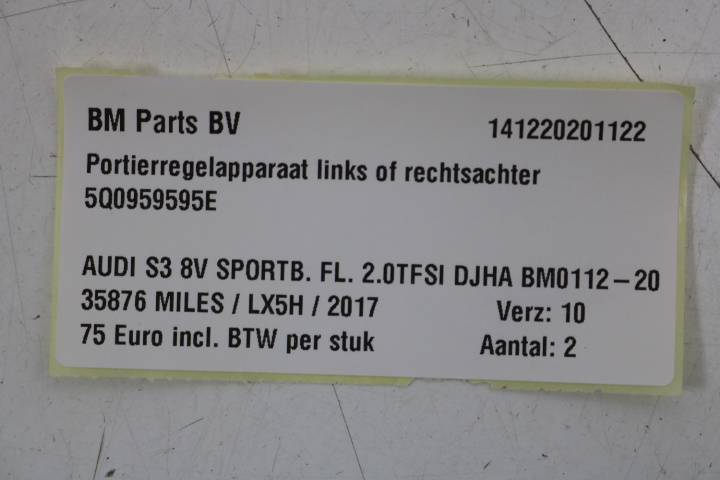 BM Parts BV 141220201122
Portierregelapparaat links of rechtsachter
5Q0959595E
AUDI S3 8V SPORTB. FL. 2.0TFSI DJHA BM0112-20
35876 MILES / LX5H / 2017 Verz: 10
75 Euro incl. BTW per stuk Aantal: 2